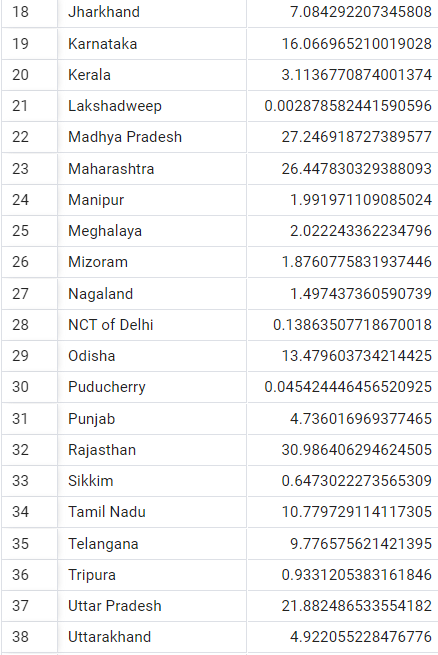 18 Jharkhand 7.084292207345808
19 Karnataka 16.066965210019028
20 Kerala 3.1136770874001374
21 Lakshadweep 0.002878582441590596
22 Madhya Pradesh 27.246918727389577
23 Maharashtra 26.447830329388093
24 Manipur 1.991971109085024
25 Meghalaya 2.022243362234796
26 Mizoram 1.8760775831937446
27 Nagaland 1.497437360590739
28 NCT of Delhi 0.13863507718670018
29 Odisha 13.479603734214425
30 Puducherry 0.045424446456520925
31 Punjab 4.736016969377465
32 Rajasthan 30.986406294624505
33 Sikkim 0.6473022273565309
34 Tamil Nadu 10.779729114117305
35 Telangana 9.776575621421395
36 Tripura 0.9331205383161846
37 Uttar Pradesh 21.882486533554182
38 Uttarakhand 4.922055228476776